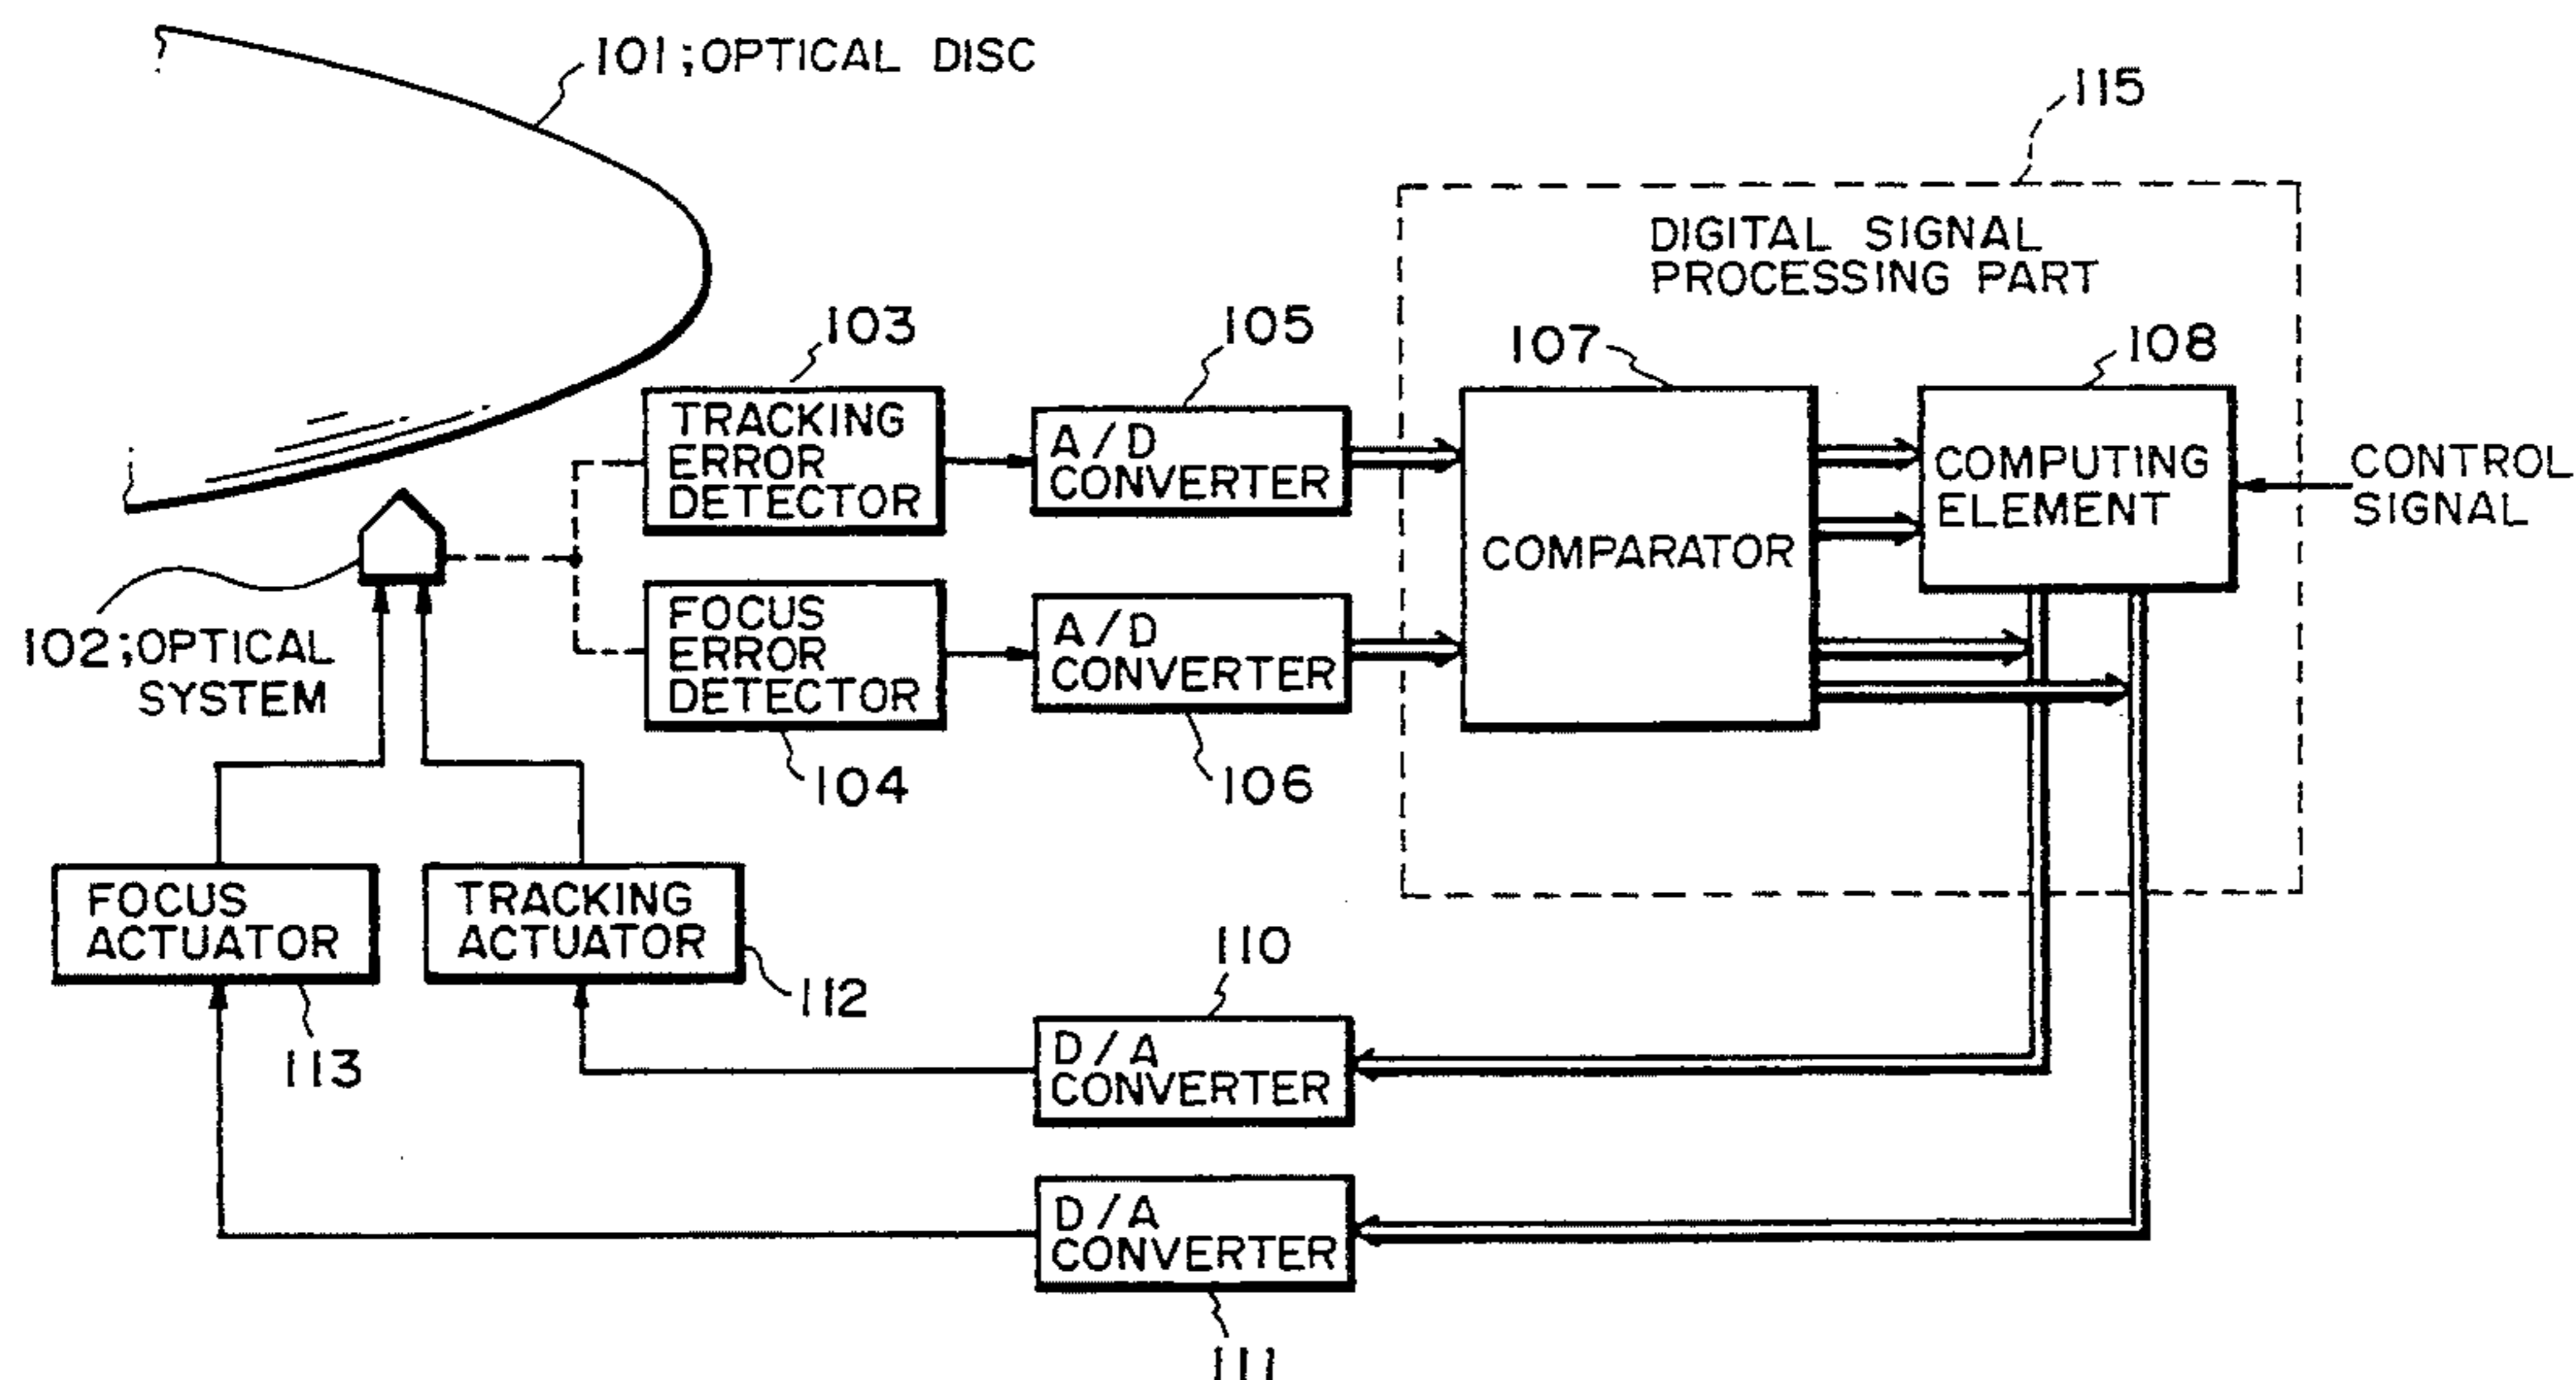 101;OPTICAL DISC
115
DIGITAL SIGNAL
PROCESSING PART
103
105
107
108
TRACKING
ERROR
DETECTOR
A/D
CONVERTER
COMPARATOR
COMPUTING
ELEMENT
CONTROL
SIGNAL
102;OPTICAL
SYSTEM
FOCUS
ERROR
DETECTOR
A/D
CONVERTER
104
106
FOCUS
ACTUATOR
TRACKING
ACTUATOR
113
112
110
D/A
CONVERTER
D/A
CONVERTER
111